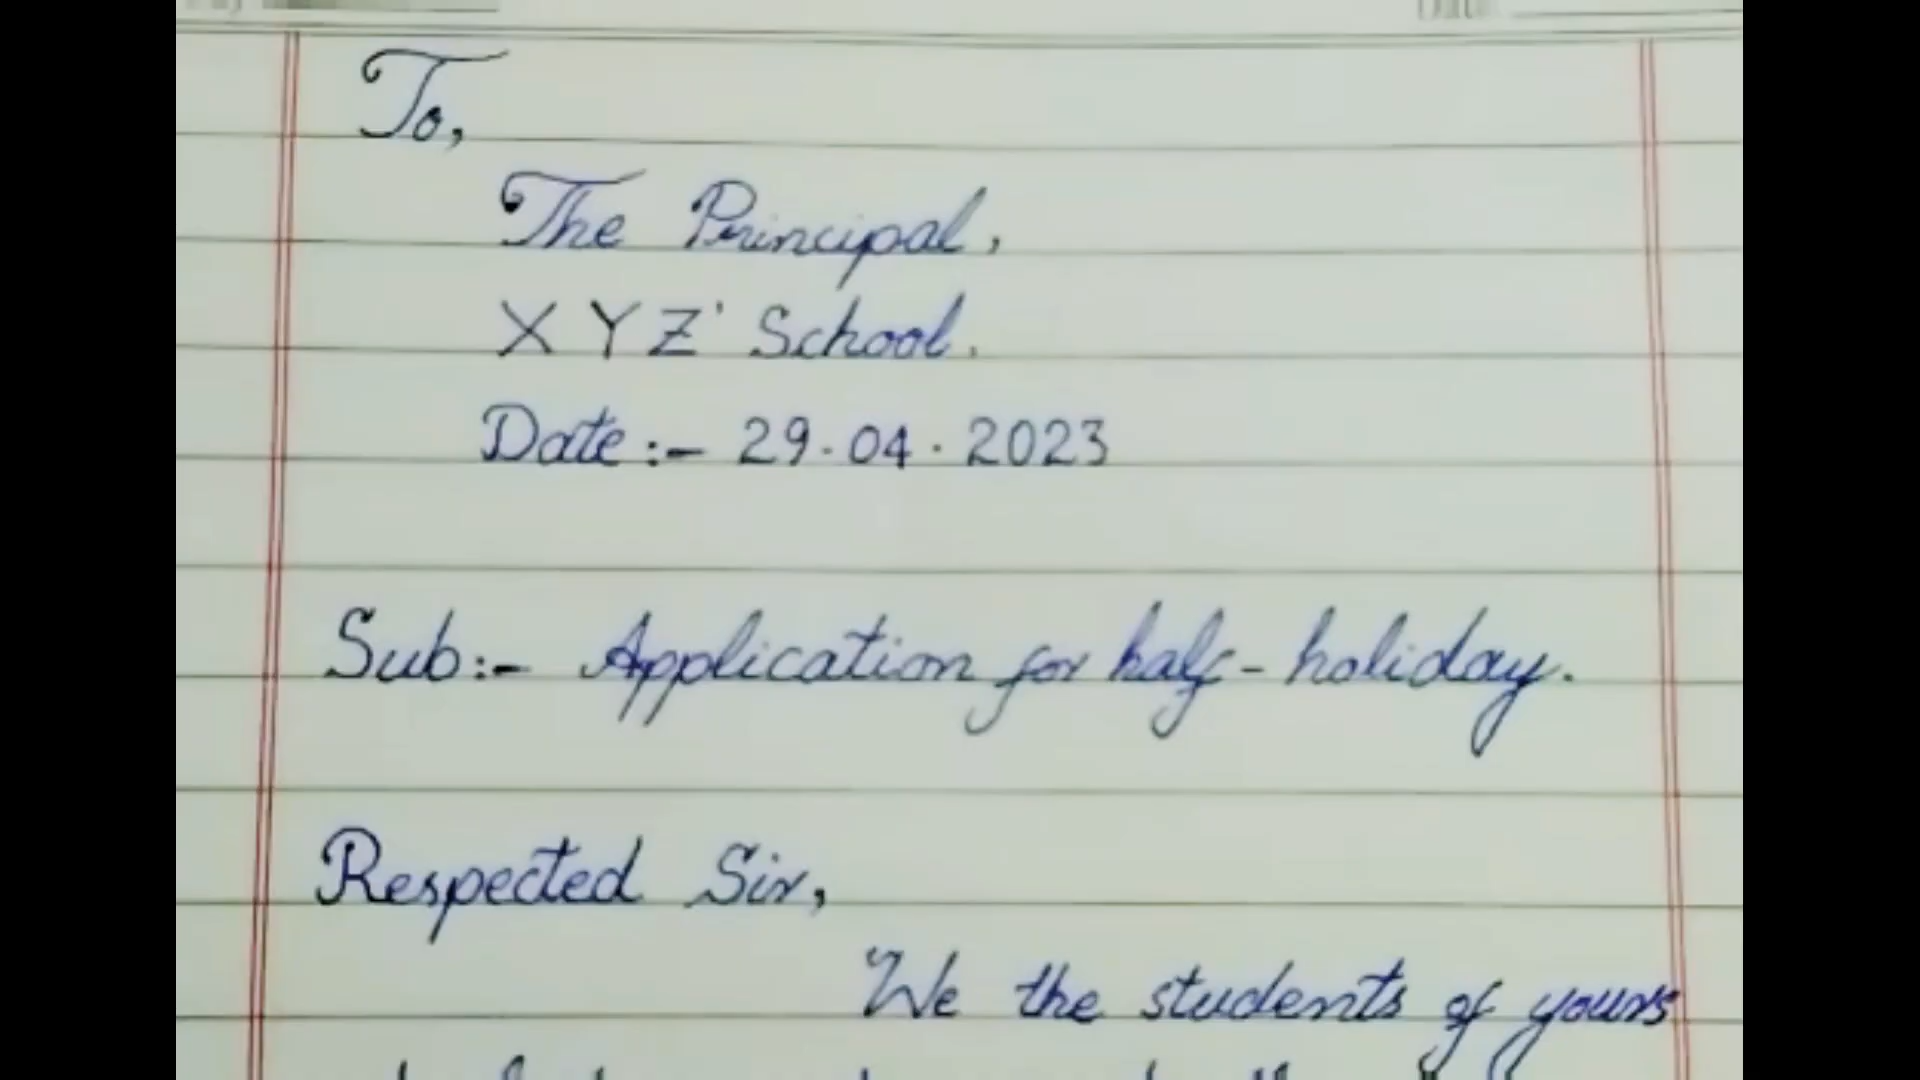 Date
To,
The Principal,
XYZ' School.
Date :- 29.04.2023
Sub:- Application for half-holiday.
Respected Sir,
We the students of yours